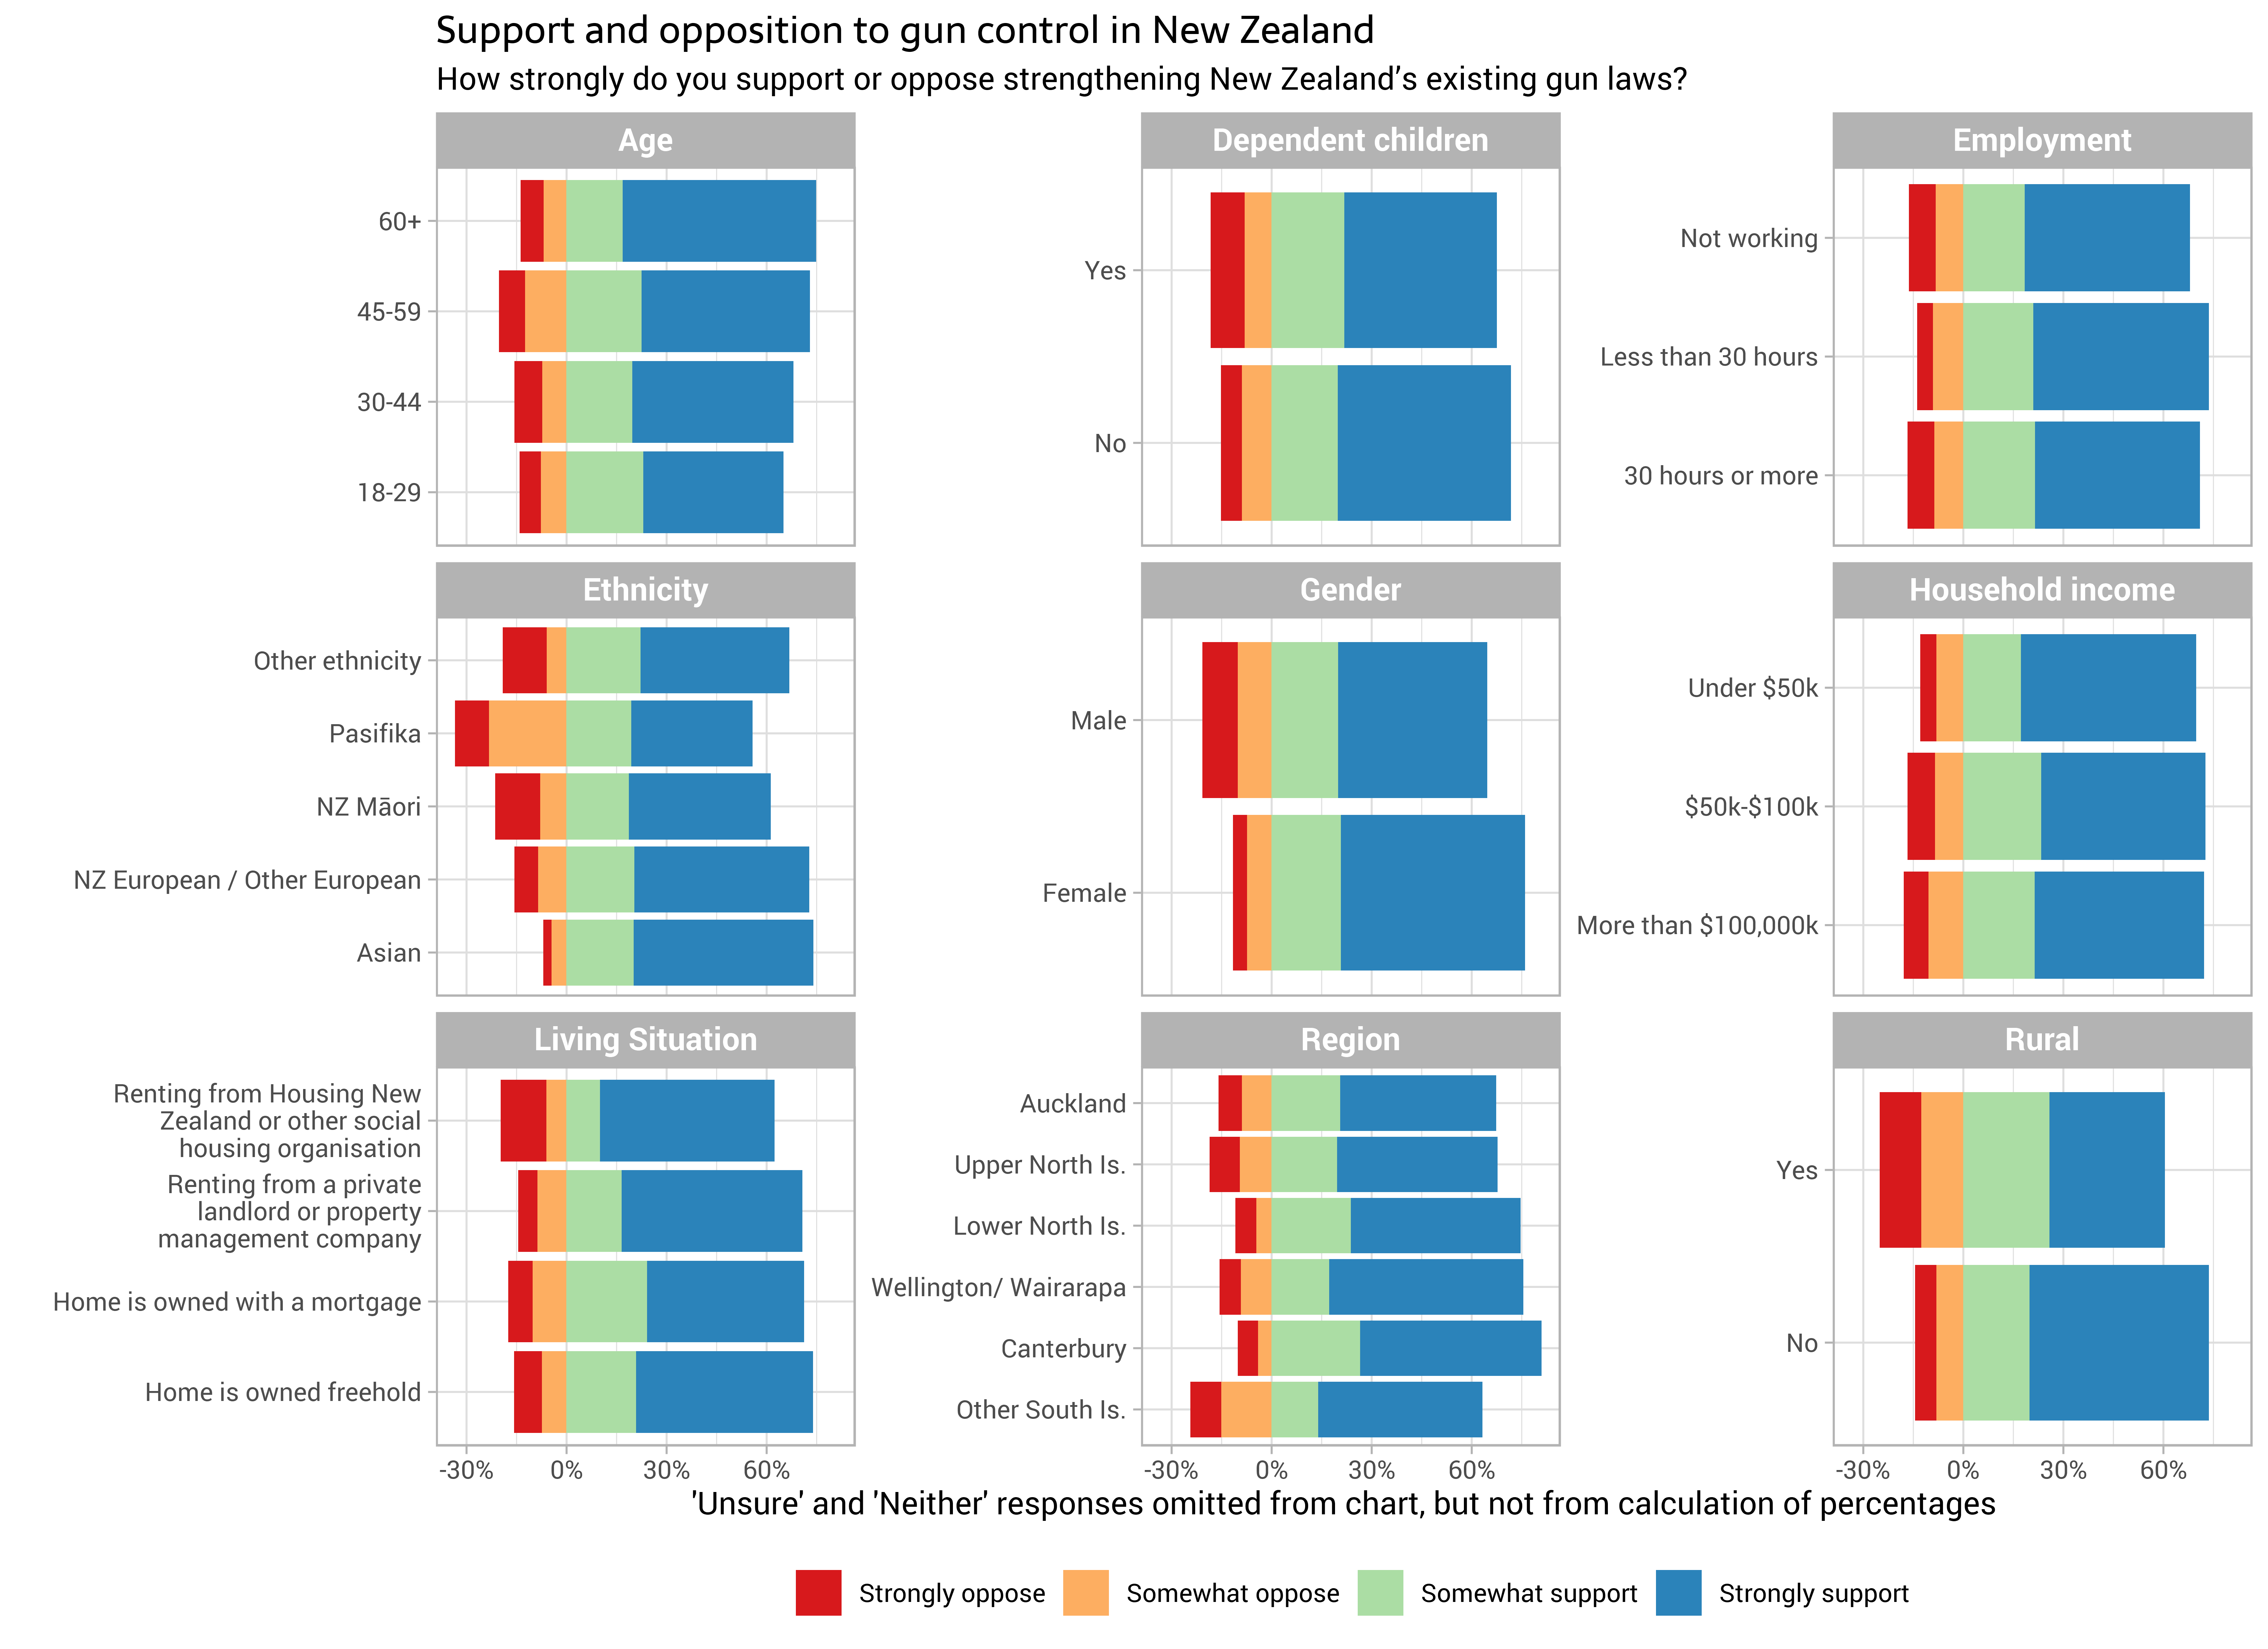 Support and opposition to gun control in New Zealand
How strongly do you support or oppose strengthening New Zealand’s existing gun laws?
Age
60+
45-59
30-44
18-29
Dependent children
Yes
No
Employment
Not working
Less than 30 hours
30 hours or more
Ethnicity
Other ethnicity
Pasifika
NZ Māori
NZ European / Other European
Asian
Gender
Male
Female
Household income
Under $50k
$50k-$100k
More than $100,000k
Living Situation
Renting from Housing New
Zealand or other social
housing organisation
Renting from a private
landlord or property
management company
Home is owned with a mortgage
Home is owned freehold
-30% 0% 30% 60%
Region
Auckland
Upper North Is.
Lower North Is.
Wellington/ Wairarapa
Canterbury
Other South Is.
-30% 0% 30% 60%
Rural
Yes
No
-30% 0% 30% 60%
'Unsure' and 'Neither' responses omitted from chart, but not from calculation of percentages
Strongly oppose Somewhat oppose Somewhat support Strongly support